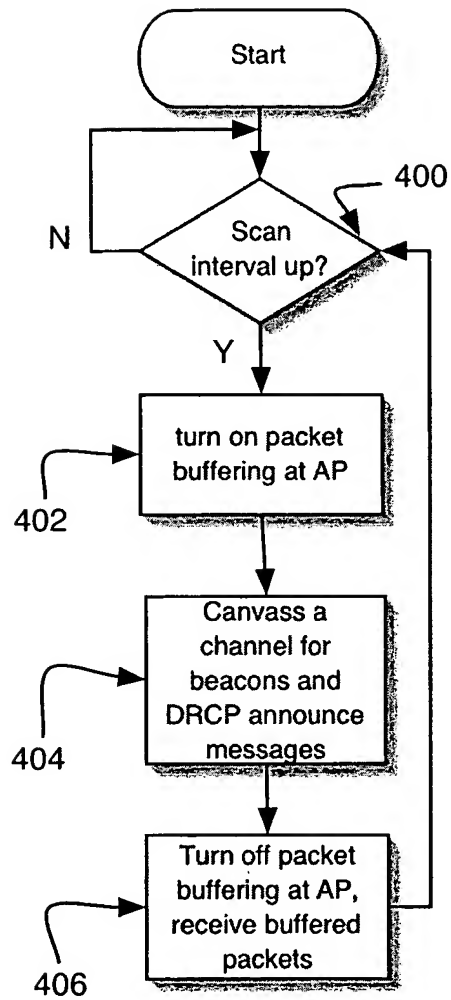 Start
400
N
Scan
interval up?
Y
turn on packet
buffering at AP
402
Canvass a
channel for
beacons and
DRCP announce
messages
404
Turn off packet
buffering at AP,
receive buffered
packets
406